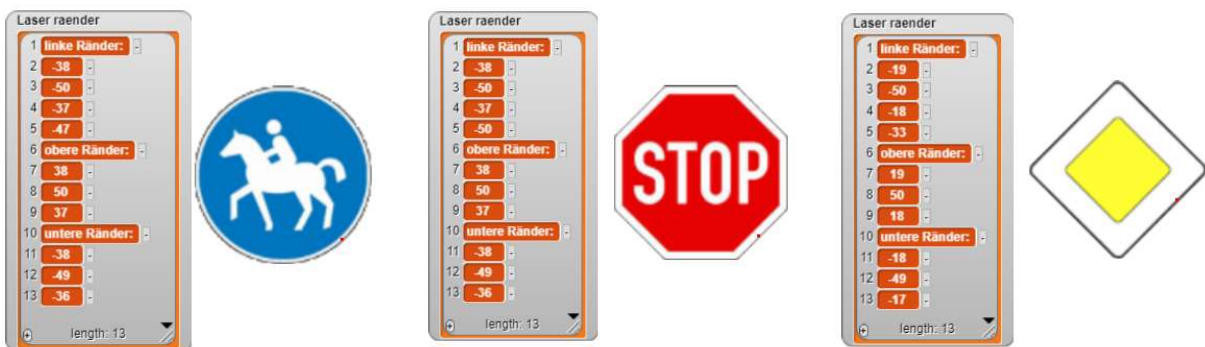 Laser raender
1 linke Ränder:
2 -38
3 -50
4 -37
5 -47
6 obere Ränder:
7 38
8 50
9 37
10 untere Ränder:
11 -38
12 -49
13 -36
length: 13
Laser raender
1 linke Ränder:
2 -38
3 -50
4 -37
5 -50
6 obere Ränder:
7 38
8 50
9 37
10 untere Ränder:
11 -38
12 -49
13 -36
length: 13
STOP
Laser raender
1 linke Ränder:
2 -19
3 -50
4 -18
5 -33
6 obere Ränder:
7 19
8 50
9 18
10 untere Ränder:
11 -18
12 -49
13 -17
length: 13